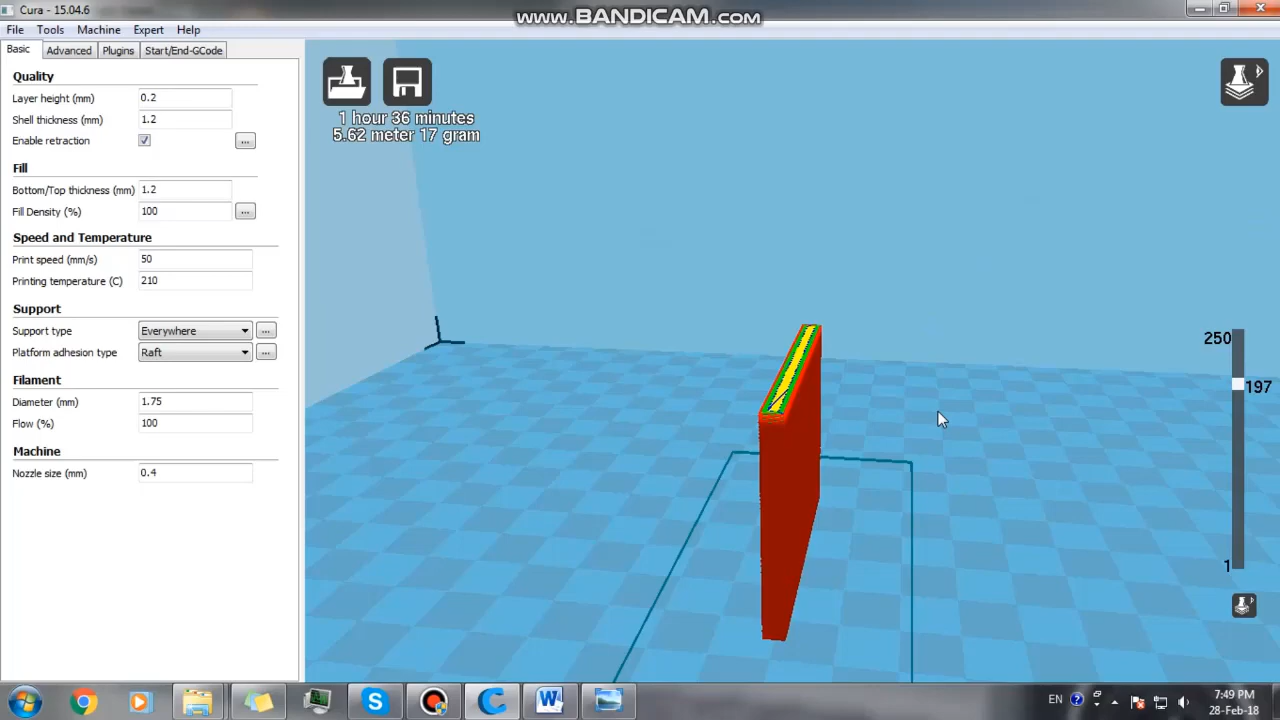 Cura - 15.04.6
www.BANDICAM.com
File Tools Machine Expert Help
Basic Advanced Plugins Start/End-GCode
Quality
Layer height (mm) 0.2
Shell thickness (mm) 1.2
Enable retraction ...
Fill
Bottom/Top thickness (mm) 1.2
Fill Density (%) 100 ...
Speed and Temperature
Print speed (mm/s) 50
Printing temperature (C) 210
Support
Support type Everywhere ...
Platform adhesion type Raft ...
Filament
Diameter (mm) 1.75
Flow (%) 100
Machine
Nozzle size (mm) 0.4
1 hour 36 minutes
5.62 meter 17 gram
250
197
1
EN
7:49 PM
28-Feb-18